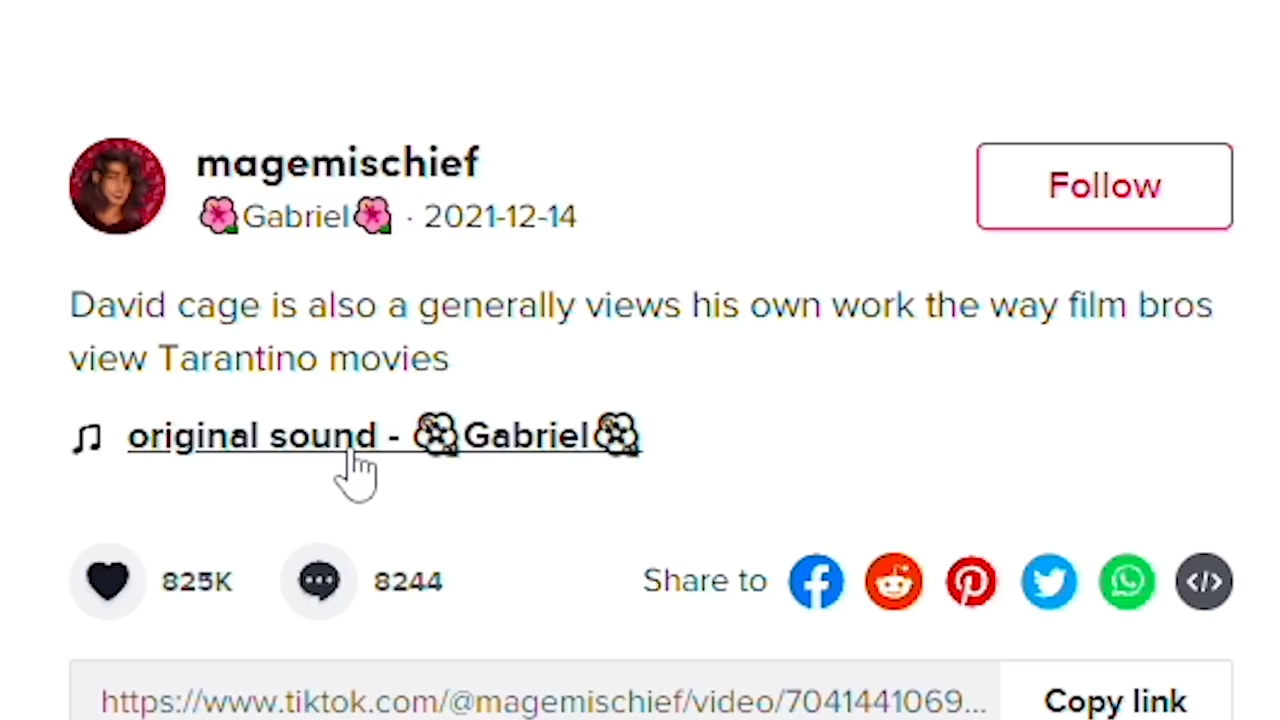 magemischief
🌺Gabriel🌺 · 2021-12-14
Follow
David cage is also a generally views his own work the way film bros
view Tarantino movies
original sound - 🌺Gabriel🌺
825K
8244
Share to
https://www.tiktok.com/@magemischief/video/7041441069...
Copy link